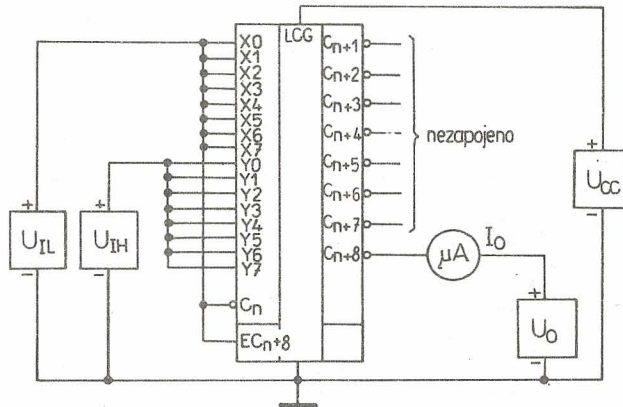 LCG
X0
X1
X2
X3
X4
X5
X6
X7
Y0
Y1
Y2
Y3
Y4
Y5
Y6
Y7
Cn
ECn+8
Cn+1
Cn+2
Cn+3
Cn+4
Cn+5
Cn+6
Cn+7
Cn+8
nezapojeno
+
UIL
-
+
UIH
-
µA
IO
+
UCC
-
+
UO
-